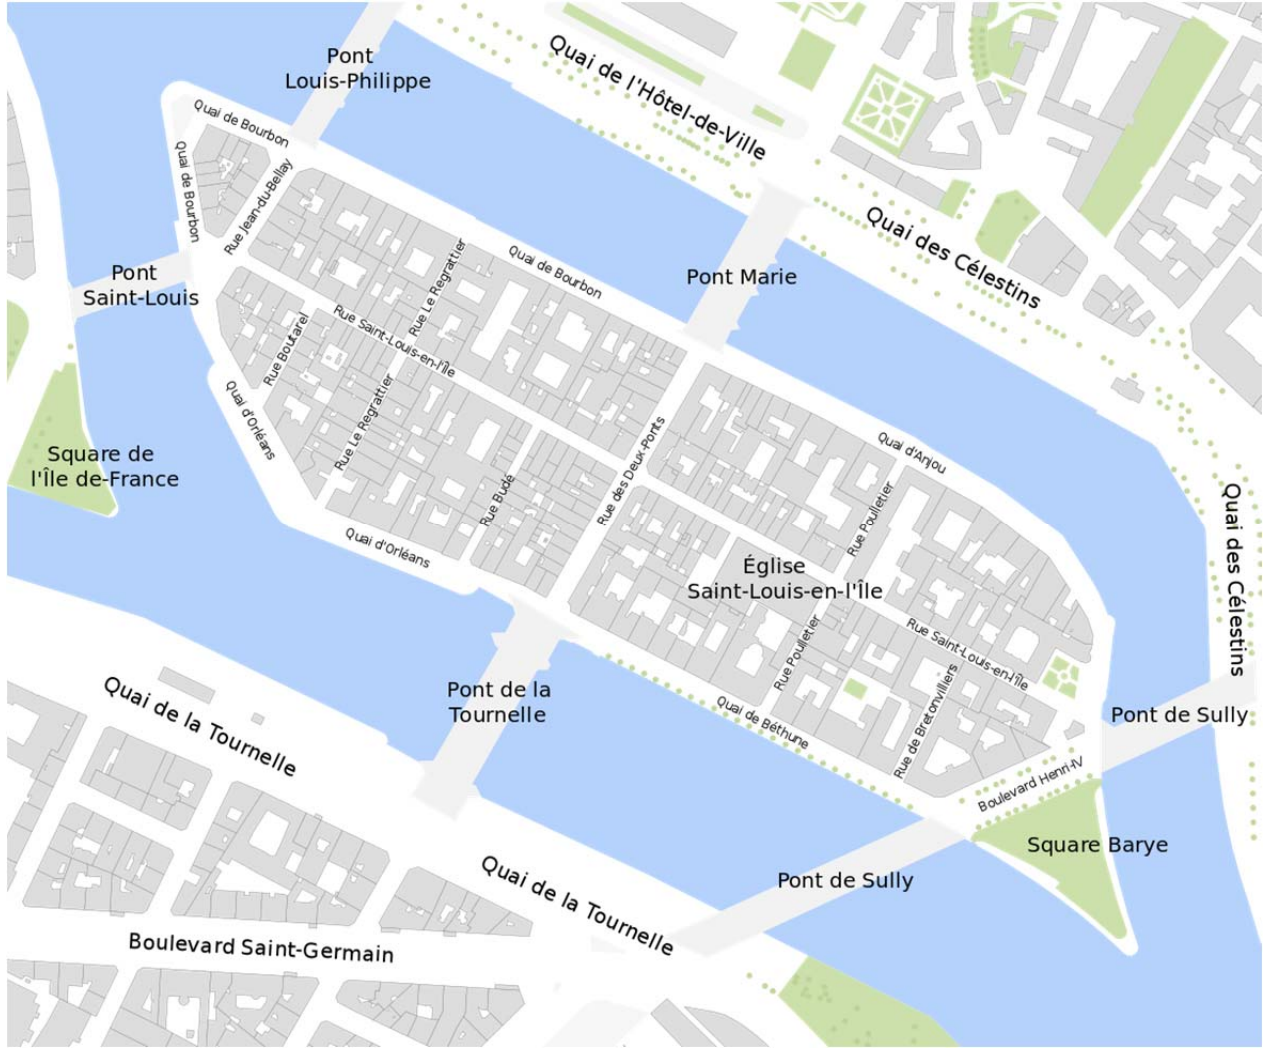 Pont
Louis-Philippe
Quai de l'Hôtel-de-Ville
Quai de Bourbon
Quai de Bourbon
Rue Jean-du-Bellay
Quai des Célestins
Pont
Saint-Louis
Rue Le Regrattier
Quai de Bourbon
Pont Marie
Rue Boutarel
Rue Saint-Louis-en-l'Île
Quai d'Orléans
Rue Le Regrattier
Square de
l'Île de-France
Rue Budé
Rue des Deux-Ponts
Quai d'Anjou
Rue Poulletier
Quai des Célestins
Quai d'Orléans
Église
Saint-Louis-en-l'Île
Rue Poulletier
Rue Saint-Louis-en-l'Île
Quai de la Tournelle
Pont de la
Tournelle
Quai de Béthune
Rue de Bretonvilliers
Pont de Sully
Boulevard Henri-IV
Square Barye
Pont de Sully
Quai de la Tournelle
Boulevard Saint-Germain